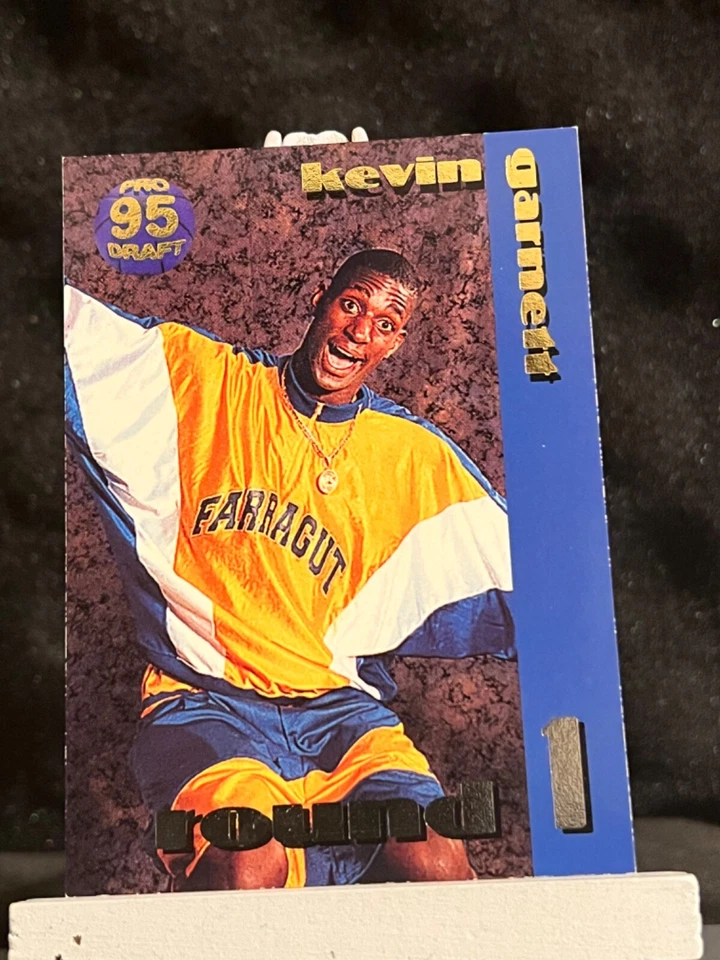 PRO
95
DRAFT
kevin
garnett
FARRAGUT
round
1